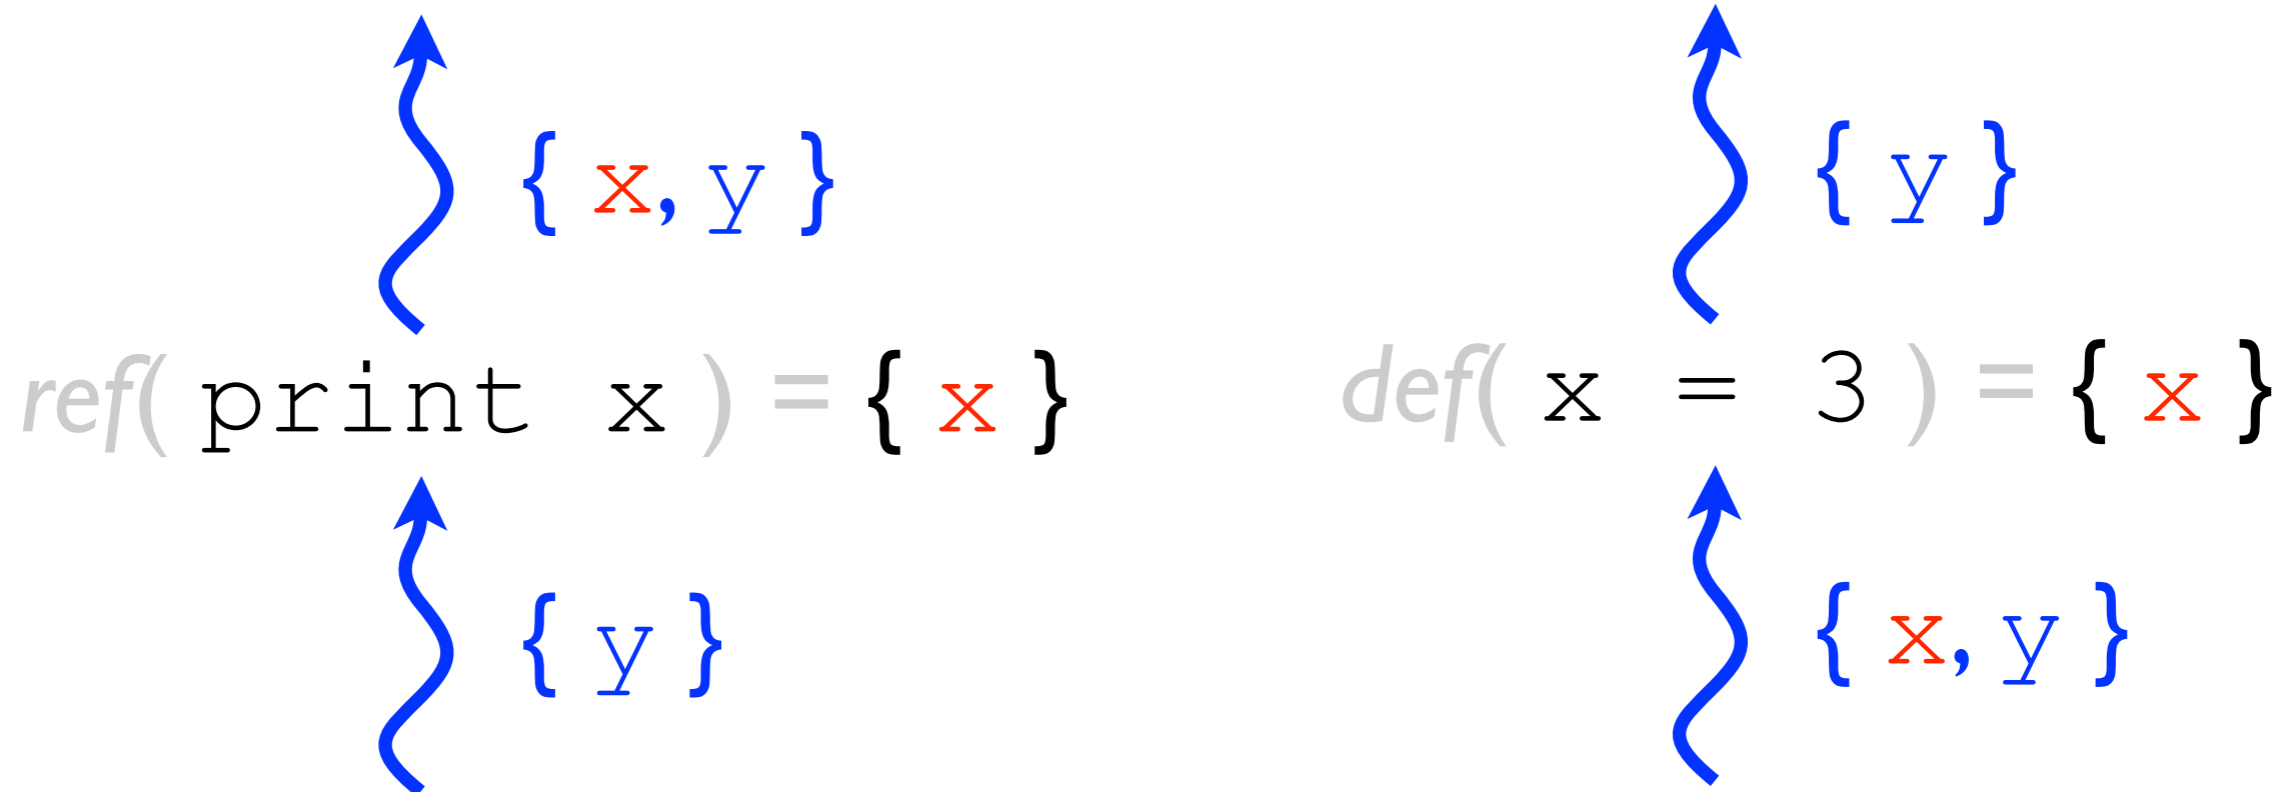 { x, y }
ref( print x ) = { x }
{ y }
{ y }
def( x = 3 ) = { x }
{ x, y }